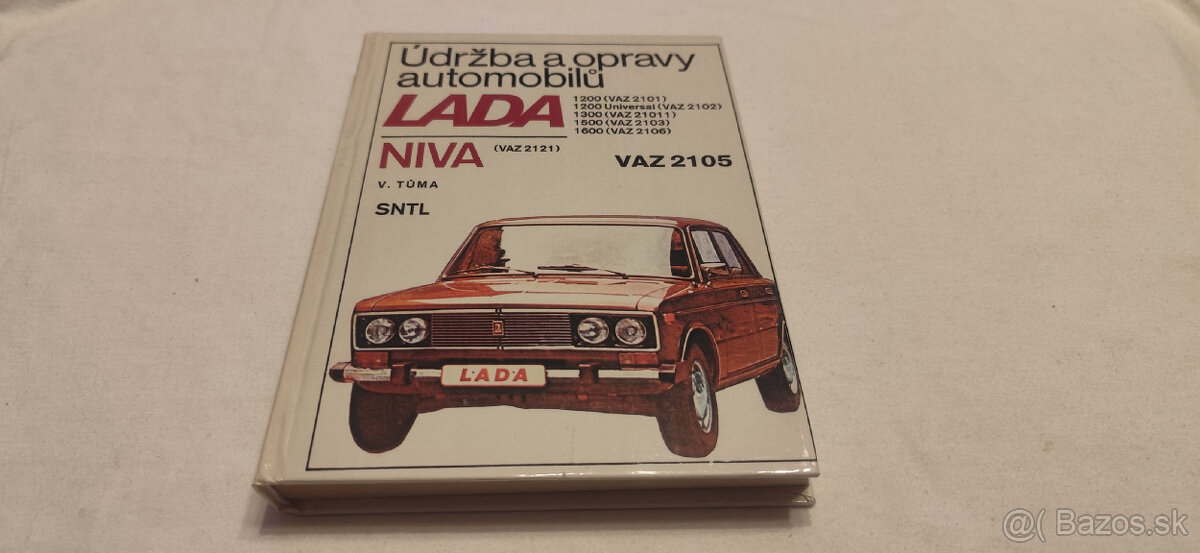 Údržba a opravy
automobilů
LADA
1200 (VAZ 2101)
1200 Universal (VAZ 2102)
1300 (VAZ 21011)
1500 (VAZ 2103)
1600 (VAZ 2106)
NIVA (VAZ 2121)
VAZ 2105
V. TŮMA
SNTL
L·A·D·A
@( Bazos.sk